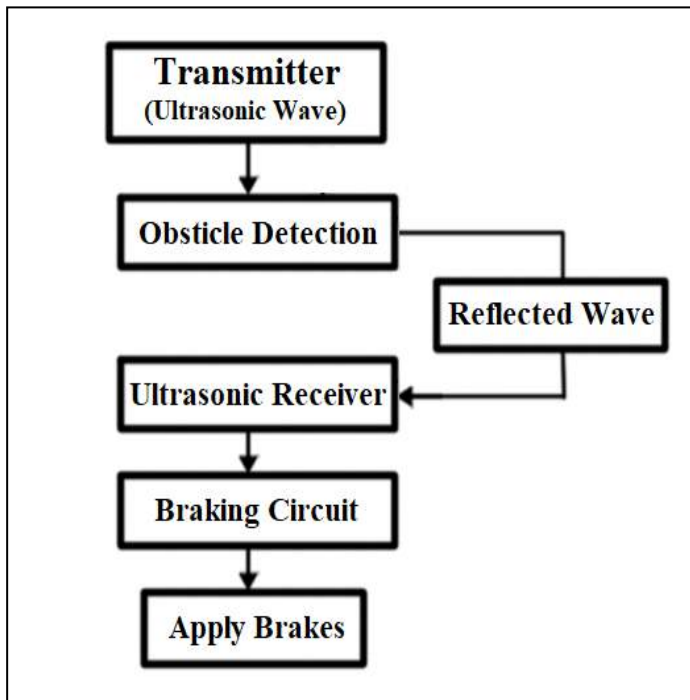 Transmitter
(Ultrasonic Wave)
Obsticle Detection
Reflected Wave
Ultrasonic Receiver
Braking Circuit
Apply Brakes